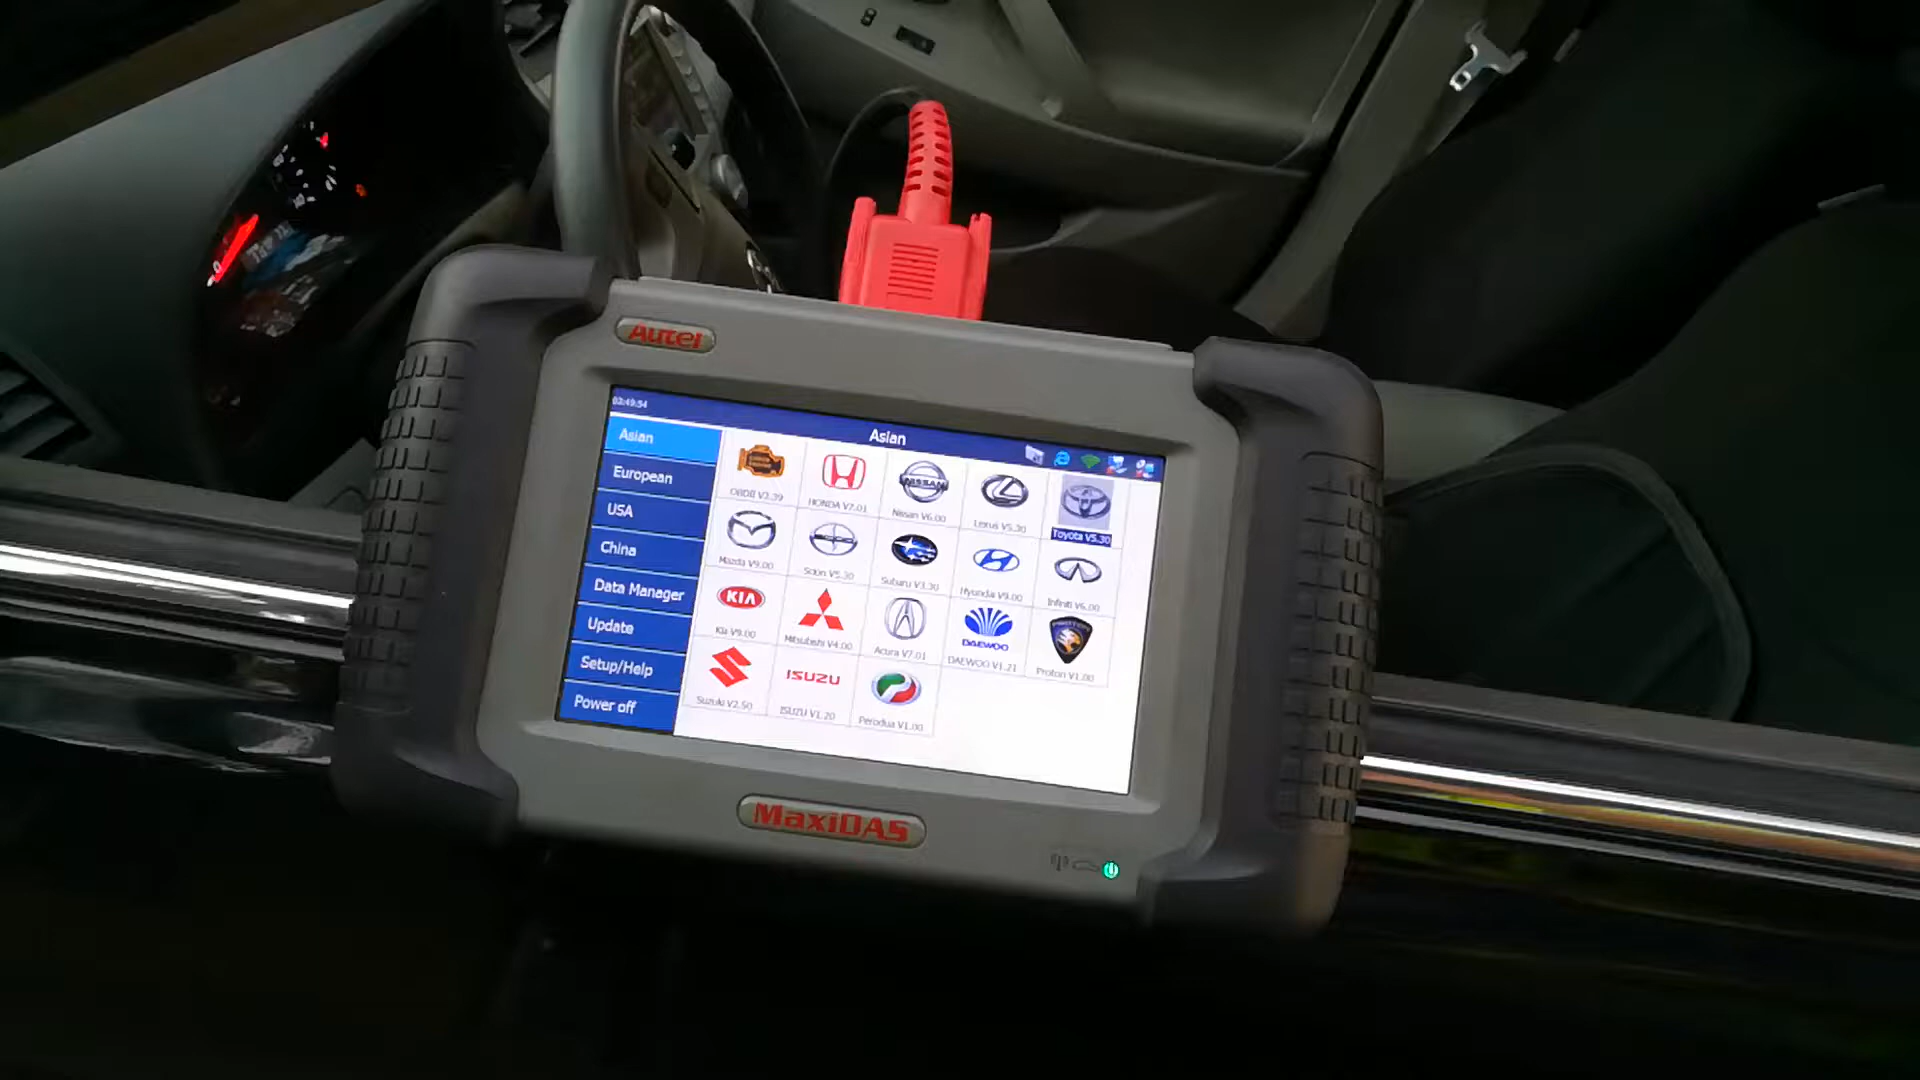 Autel
03:49:54
Asian
Asian
European
USA
China
Data Manager
Update
Setup/Help
Power off
OBDII V3.39
HONDA V7.01
NISSAN
Nissan V6.00
Lexus V5.30
Toyota V5.30
Mazda V9.00
Scion V5.30
Subaru V3.30
Hyundai V9.00
Infiniti V6.00
KIA
Kia V9.00
Mitsubishi V4.00
Acura V7.01
DAEWOO
DAEWOO V1.21
PROTON
Proton V1.00
Suzuki V2.50
ISUZU
ISUZU V1.20
Perodua V1.00
MaxiDAS